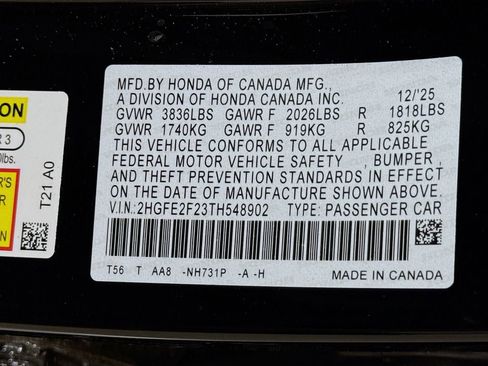 ION
R 3
lbs.
R'S
R
T21 A0
MFD.BY HONDA OF CANADA MFG.,
A DIVISION OF HONDA CANADA INC. 12/'25
GVWR 3836LBS GAWR F 2026LBS R 1818LBS
GVWR 1740KG GAWR F 919KG R 825KG
THIS VEHICLE CONFORMS TO ALL APPLICABLE
FEDERAL MOTOR VEHICLE SAFETY , BUMPER ,
AND THEFT PREVENTION STANDARDS IN EFFECT
ON THE DATE OF MANUFACTURE SHOWN ABOVE.
V.I.N: 2HGFE2F23TH548902 TYPE: PASSENGER CAR
T56 T AA8 -NH731P -A -H
MADE IN CANADA